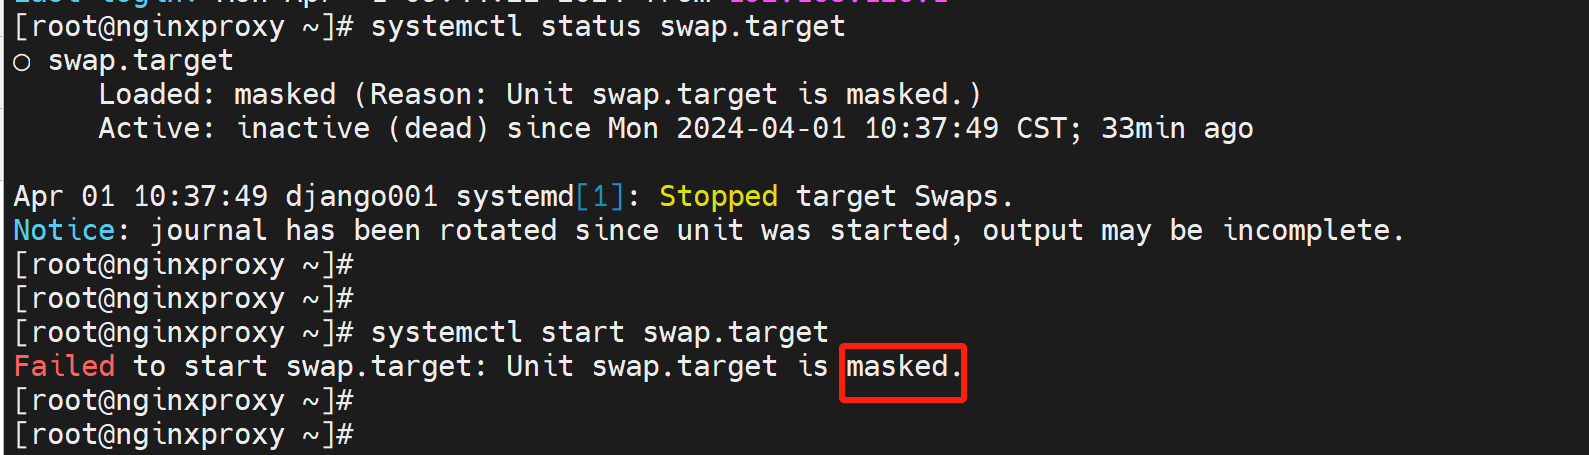 [root@nginxproxy ~]# systemctl status swap.target
○ swap.target
     Loaded: masked (Reason: Unit swap.target is masked.)
     Active: inactive (dead) since Mon 2024-04-01 10:37:49 CST; 33min ago

Apr 01 10:37:49 django001 systemd[1]: Stopped target Swaps.
Notice: journal has been rotated since unit was started, output may be incomplete.
[root@nginxproxy ~]#
[root@nginxproxy ~]#
[root@nginxproxy ~]# systemctl start swap.target
Failed to start swap.target: Unit swap.target is masked.
[root@nginxproxy ~]#
[root@nginxproxy ~]#